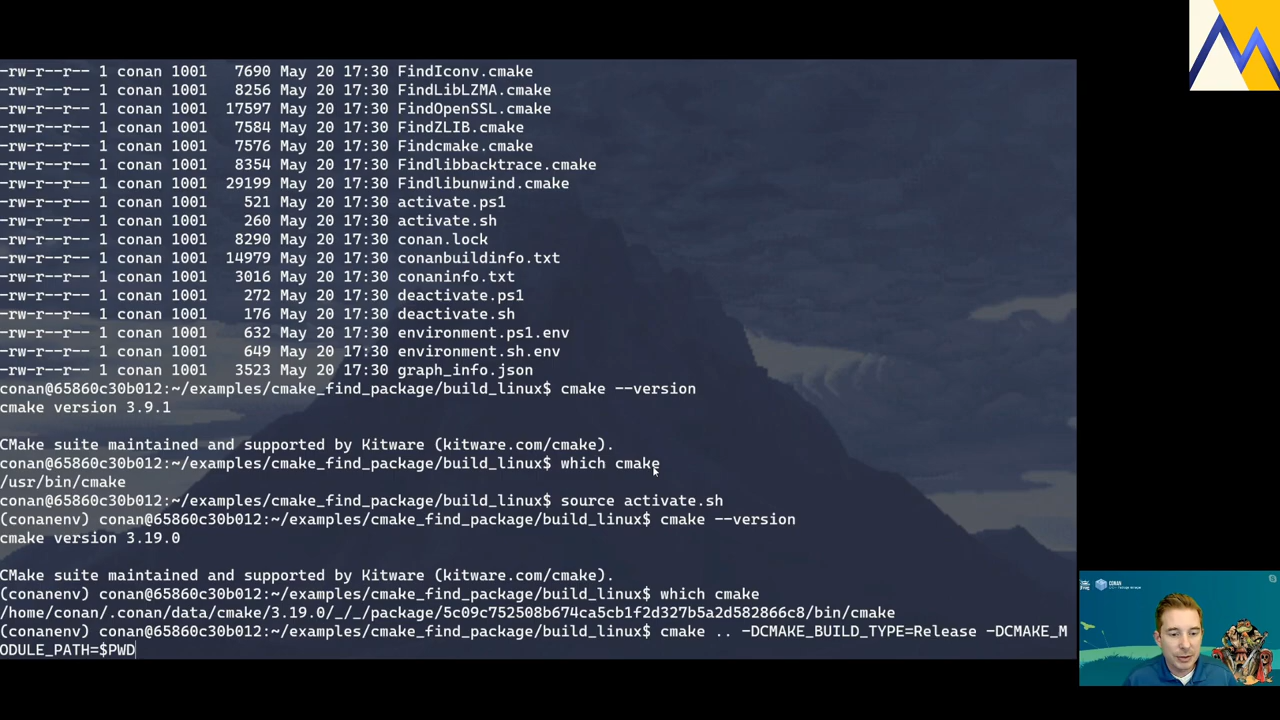 -rw-r--r-- 1 conan 1001   7690 May 20 17:30 FindIconv.cmake
-rw-r--r-- 1 conan 1001   8256 May 20 17:30 FindLibLZMA.cmake
-rw-r--r-- 1 conan 1001  17597 May 20 17:30 FindOpenSSL.cmake
-rw-r--r-- 1 conan 1001   7584 May 20 17:30 FindZLIB.cmake
-rw-r--r-- 1 conan 1001   7576 May 20 17:30 Findcmake.cmake
-rw-r--r-- 1 conan 1001   8354 May 20 17:30 Findlibbacktrace.cmake
-rw-r--r-- 1 conan 1001  29199 May 20 17:30 Findlibunwind.cmake
-rw-r--r-- 1 conan 1001    521 May 20 17:30 activate.ps1
-rw-r--r-- 1 conan 1001    260 May 20 17:30 activate.sh
-rw-r--r-- 1 conan 1001   8290 May 20 17:30 conan.lock
-rw-r--r-- 1 conan 1001  14979 May 20 17:30 conanbuildinfo.txt
-rw-r--r-- 1 conan 1001   3016 May 20 17:30 conaninfo.txt
-rw-r--r-- 1 conan 1001    272 May 20 17:30 deactivate.ps1
-rw-r--r-- 1 conan 1001    176 May 20 17:30 deactivate.sh
-rw-r--r-- 1 conan 1001    632 May 20 17:30 environment.ps1.env
-rw-r--r-- 1 conan 1001    649 May 20 17:30 environment.sh.env
-rw-r--r-- 1 conan 1001   3523 May 20 17:30 graph_info.json
conan@65860c30b012:~/examples/cmake_find_package/build_linux$ cmake --version
cmake version 3.9.1
CMake suite maintained and supported by Kitware (kitware.com/cmake).
conan@65860c30b012:~/examples/cmake_find_package/build_linux$ which cmake
/usr/bin/cmake
conan@65860c30b012:~/examples/cmake_find_package/build_linux$ source activate.sh
(conanenv) conan@65860c30b012:~/examples/cmake_find_package/build_linux$ cmake --version
cmake version 3.19.0
CMake suite maintained and supported by Kitware (kitware.com/cmake).
(conanenv) conan@65860c30b012:~/examples/cmake_find_package/build_linux$ which cmake
/home/conan/.conan/data/cmake/3.19.0/_/_/package/5c09c752508b674ca5cb1f2d327b5a2d582866c8/bin/cmake
(conanenv) conan@65860c30b012:~/examples/cmake_find_package/build_linux$ cmake .. -DCMAKE_BUILD_TYPE=Release -DCMAKE_M
ODULE_PATH=$PWD
CONAN